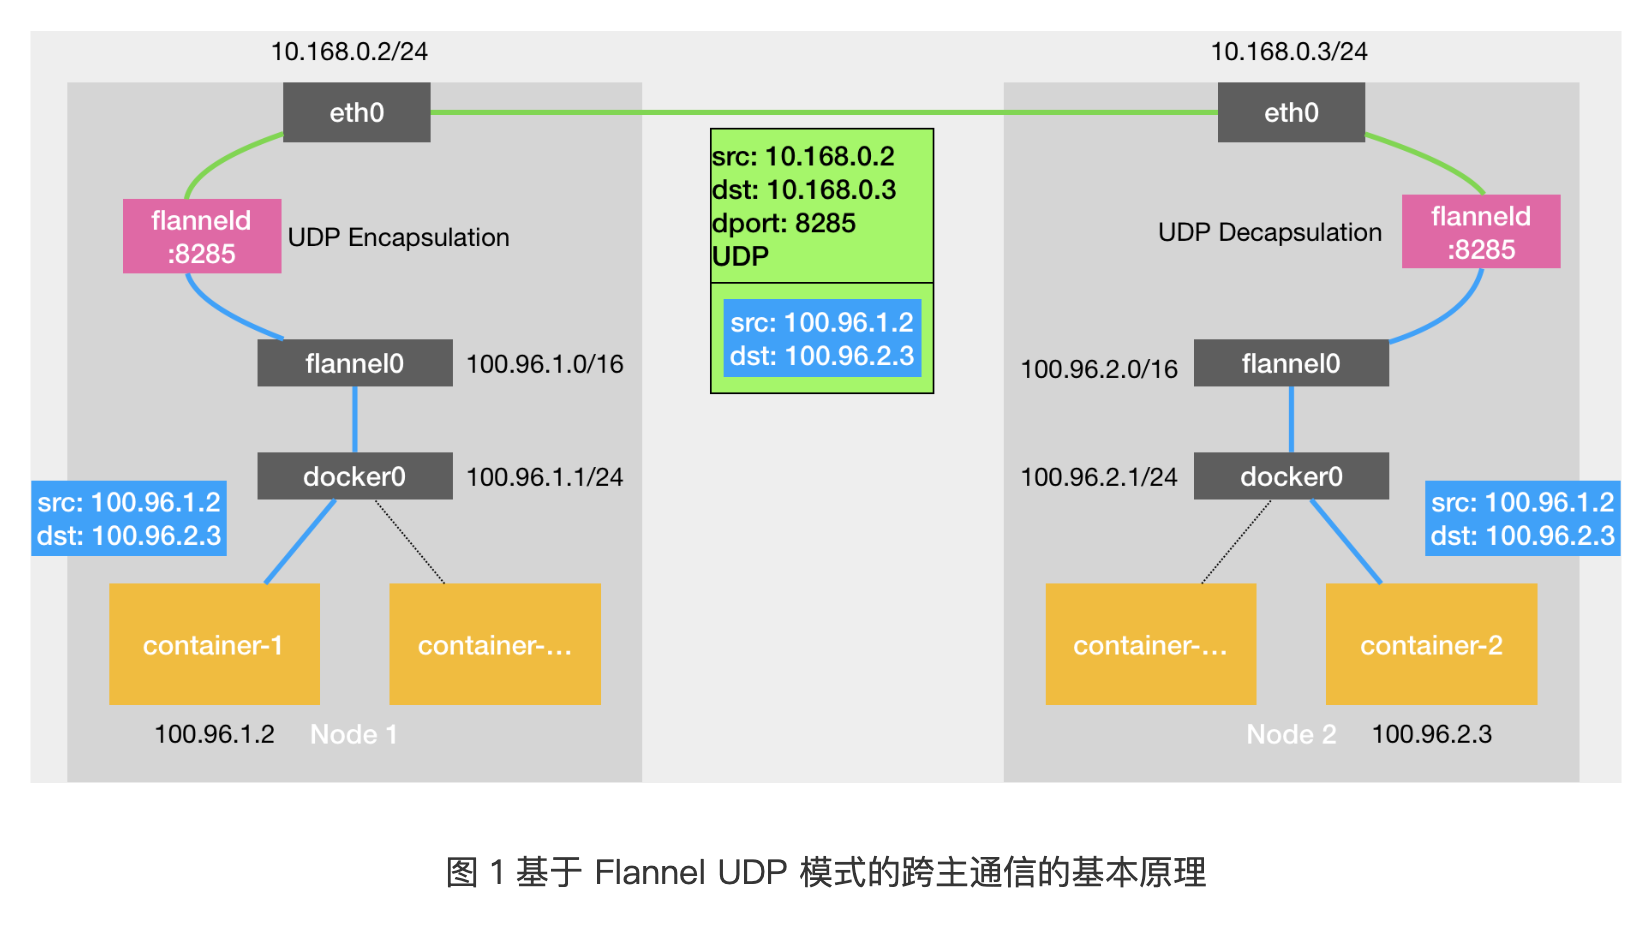 10.168.0.2/24
10.168.0.3/24
eth0
eth0
src: 10.168.0.2
dst: 10.168.0.3
dport: 8285
UDP
flanneld
:8285
UDP Encapsulation
UDP Decapsulation
flanneld
:8285
src: 100.96.1.2
dst: 100.96.2.3
flannel0
100.96.1.0/16
100.96.2.0/16
flannel0
docker0
100.96.1.1/24
100.96.2.1/24
docker0
src: 100.96.1.2
dst: 100.96.2.3
src: 100.96.1.2
dst: 100.96.2.3
container-1
container-...
container-...
container-2
100.96.1.2
Node 1
Node 2
100.96.2.3
图 1 基于 Flannel UDP 模式的跨主通信的基本原理